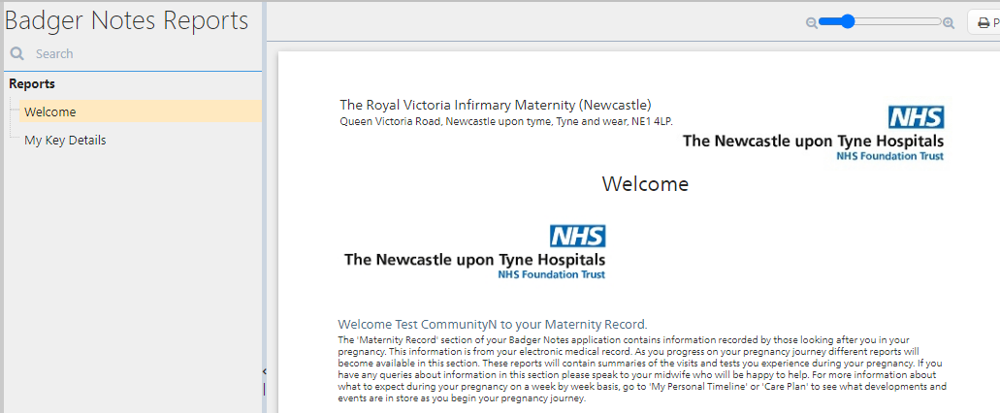 Badger Notes Reports
Search
Reports
Welcome
My Key Details
P
The Royal Victoria Infirmary Maternity (Newcastle)
Queen Victoria Road, Newcastle upon tyme, Tyne and wear, NE1 4LP.
NHS
The Newcastle upon Tyne Hospitals
NHS Foundation Trust
Welcome
NHS
The Newcastle upon Tyne Hospitals
NHS Foundation Trust
Welcome Test CommunityN to your Maternity Record.
The 'Maternity Record' section of your Badger Notes application contains information recorded by those looking after you in your
pregnancy. This information is from your electronic medical record. As you progress on your pregnancy journey different reports will
become available in this section. These reports will contain summaries of the visits and tests you experience during your pregnancy. If you
have any queries about information in this section please speak to your midwife who will be happy to help. For more information about
what to expect during your pregnancy on a week by week basis, go to 'My Personal Timeline' or 'Care Plan' to see what developments and
events are in store as you begin your pregnancy journey.